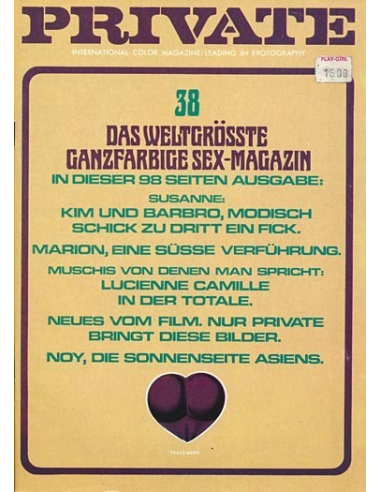 PRIVATE
INTERNATIONAL COLOR MAGAZINE/LEADING IN EROTOGRAPHY
PLAY-GIRL
1500
38
DAS WELTGRÖSSTE
GANZFARBIGE SEX-MAGAZIN
IN DIESER 98 SEITEN AUSGABE:
SUSANNE:
KIM UND BARBRO, MODISCH
SCHICK ZU DRITT EIN FICK.
MARION, EINE SÜSSE VERFÜHRUNG.
MUSCHIS VON DENEN MAN SPRICHT:
LUCIENNE CAMILLE
IN DER TOTALE.
NEUES VOM FILM. NUR PRIVATE
BRINGT DIESE BILDER.
NOY, DIE SONNENSEITE ASIENS.
TRADEMARK